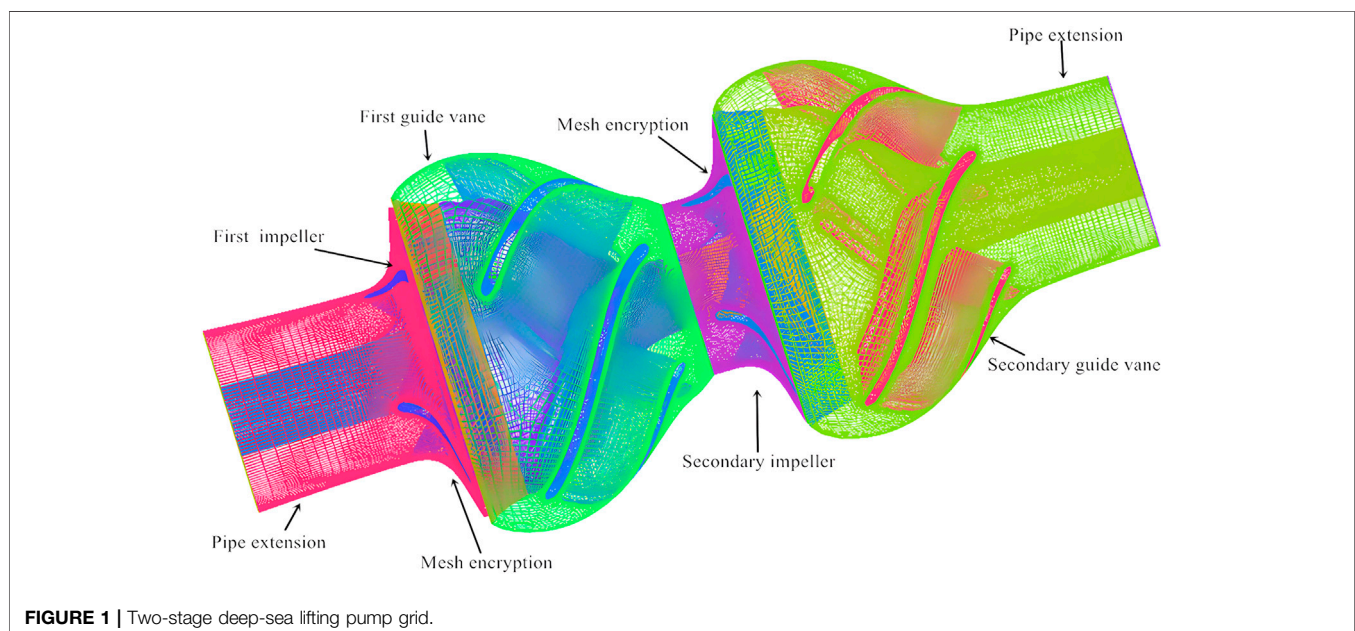 Pipe extension
First guide vane
Mesh encryption
First impeller
Secondary guide vane
Secondary impeller
Pipe extension
Mesh encryption
FIGURE 1 | Two-stage deep-sea lifting pump grid.